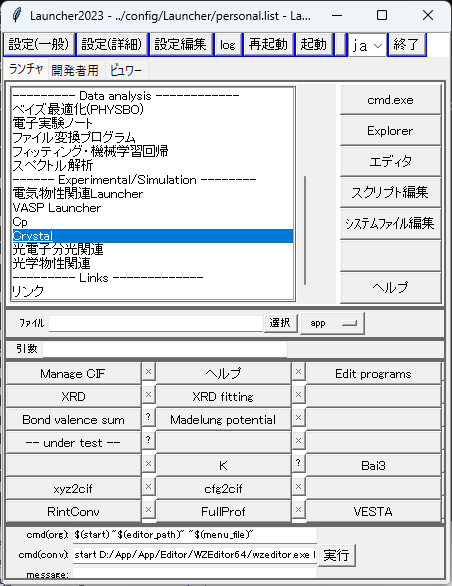 Launcher2023 - ../config/Launcher/personal.list - La...
設定(一般) 設定(詳細) 設定編集 log 再起動 起動 ja 終了
ランチャ 開発者用 ビュワー
--------- Data analysis ------------
ベイズ最適化(PHYSBO)
電子実験ノート
ファイル変換プログラム
フィッティング・機械学習回帰
スペクトル解析
------ Experimental/Simulation --------
電気物性関連Launcher
VASP Launcher
Cp
Crystal
光電子分光関連
光学物性関連
--------- Links -------------
リンク
cmd.exe
Explorer
エディタ
スクリプト編集
システムファイル編集
ヘルプ
ファイル 選択 app
引数
Manage CIF × ヘルプ × Edit programs
XRD × XRD fitting ×
Bond valence sum ? Madelung potential ×
-- under test -- ? ×
× K ? Bai3
xyz2cif × cfg2cif ×
RintConv × FullProf × VESTA
cmd(org): $(start) ~$(editor_path)~ ~$(menu_file)~
cmd(conv): start D:/App/App/Editor/WZEditor64/wzeditor.exe 実行
message: